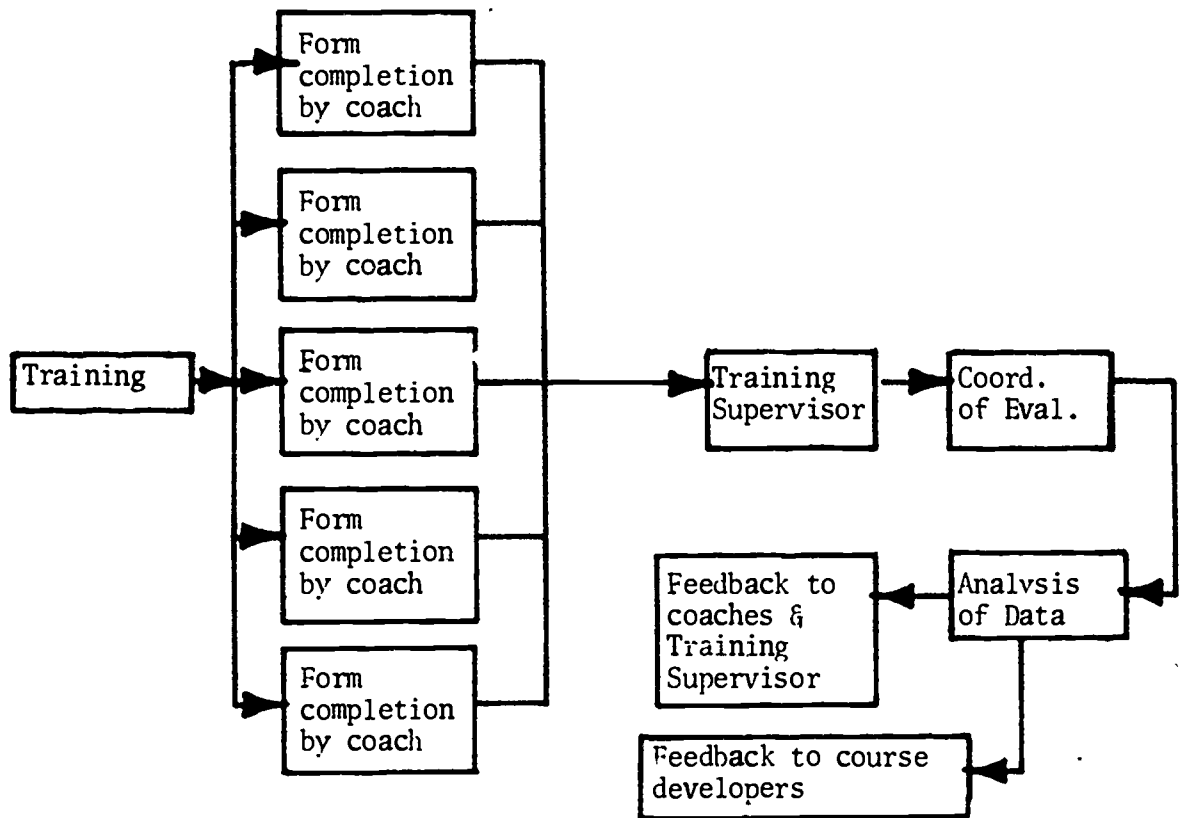 Form
completion
by coach
Form
completion
by coach
Training
Form
completion
by coach
Form
completion
by coach
Form
completion
by coach
Training
Supervisor
Coord.
of Eval.
Analysis
of Data
Feedback to
coaches &
Training
Supervisor
Feedback to course
developers